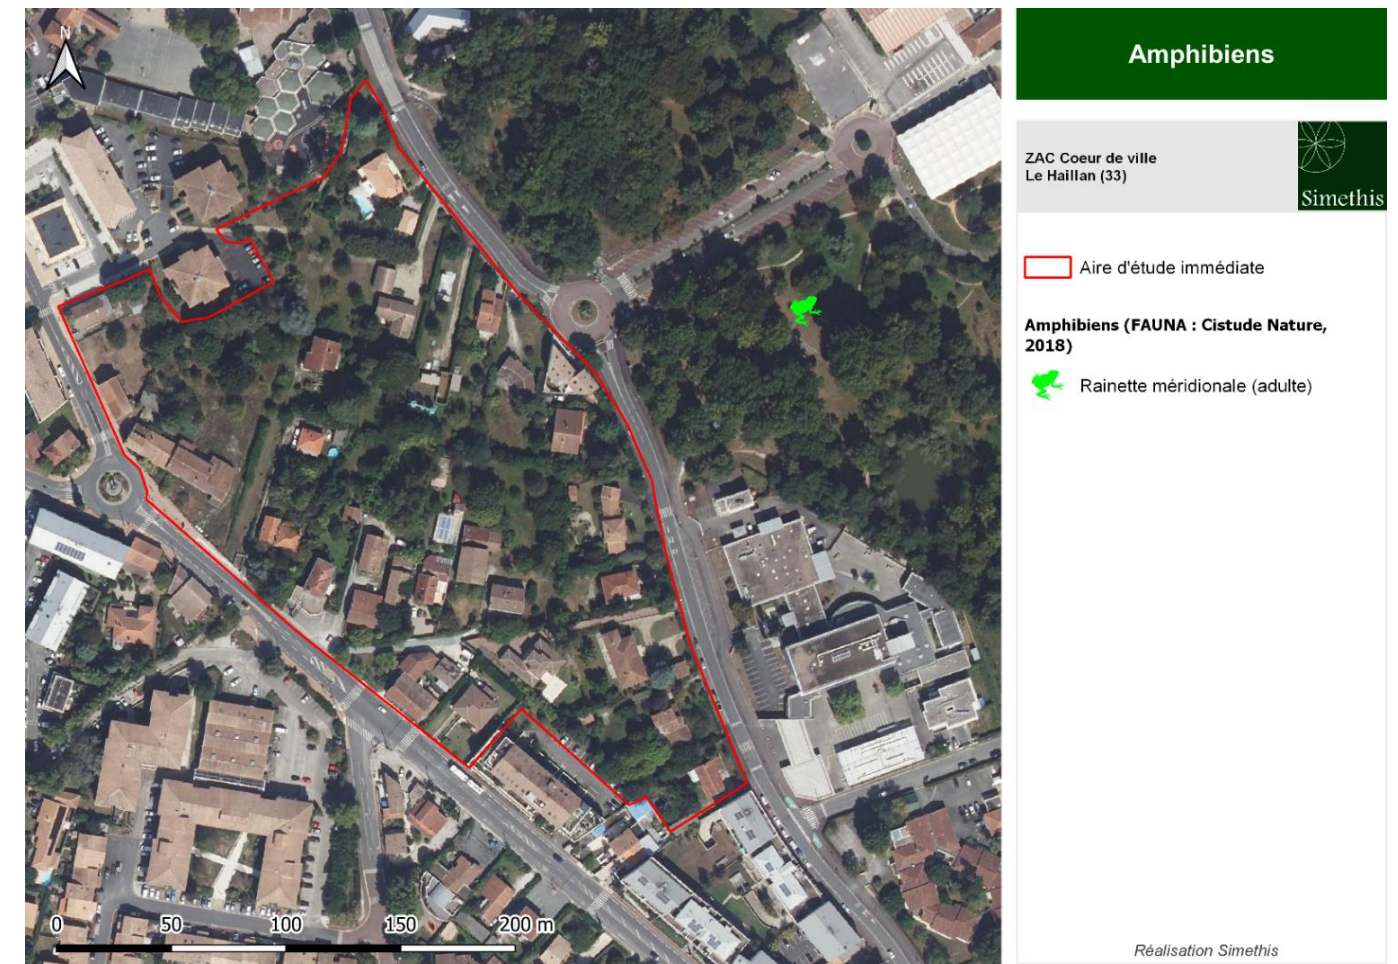 N
Amphibiens
ZAC Coeur de ville
Le Haillan (33)
Simethis
Aire d'étude immédiate
Amphibiens (FAUNA : Cistude Nature,
2018)
Rainette méridionale (adulte)
0 50 100 150 200 m
Réalisation Simethis